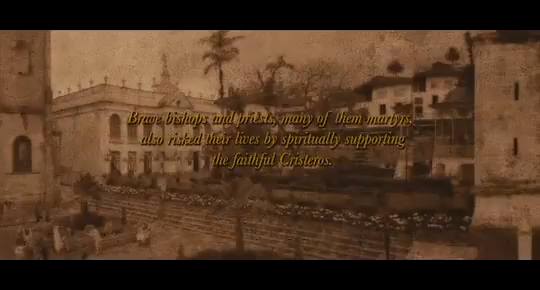 Brave bishops and priests, many of them martyrs,
also risked their lives by spiritually supporting
the faithful Cristeros.